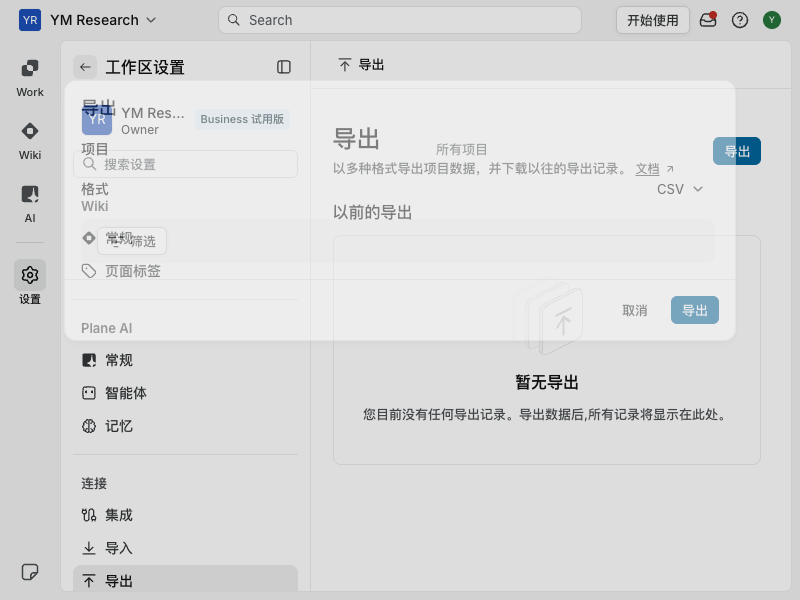 YR YM Research
Search
开始使用
Y
Work
Wiki
AI
设置
工作区设置
YR
YM Res...
Owner
Business 试用版
搜索设置
Wiki
常规
页面标签
Plane AI
常规
智能体
记忆
连接
集成
导入
导出
导出
导出
以多种格式导出项目数据，并下载以往的导出记录。 文档
导出
以前的导出
暂无导出
您目前没有任何导出记录。导出数据后,所有记录将显示在此处。
导出
项目
所有项目
格式
CSV
筛选
取消
导出